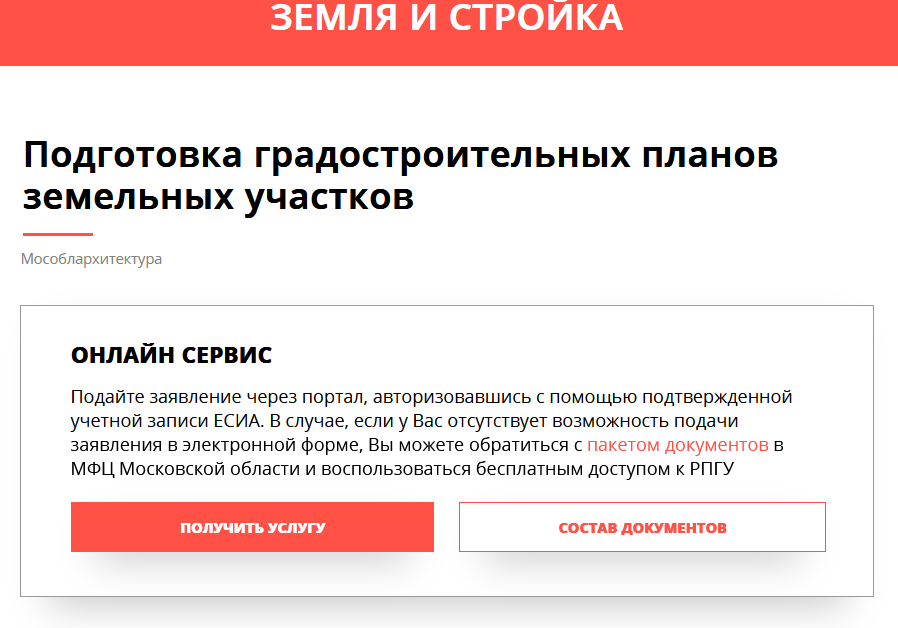 ЗЕМЛЯ И СТРОЙКА
Подготовка градостроительных планов
земельных участков
Мособлархитектура
ОНЛАЙН СЕРВИС
Подайте заявление через портал, авторизовавшись с помощью подтвержденной
учетной записи ЕСИА. В случае, если у Вас отсутствует возможность подачи
заявления в электронной форме, Вы можете обратиться с пакетом документов в
МФЦ Московской области и воспользоваться бесплатным доступом к РПГУ
ПОЛУЧИТЬ УСЛУГУ
СОСТАВ ДОКУМЕНТОВ